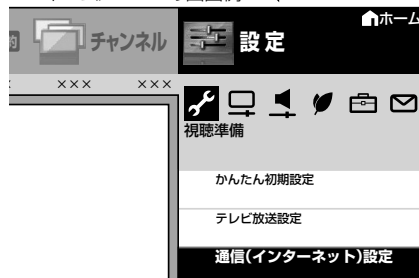 チャンネル
設定
ホーム
××× ×××
視聴準備
かんたん初期設定
テレビ放送設定
通信(インターネット)設定